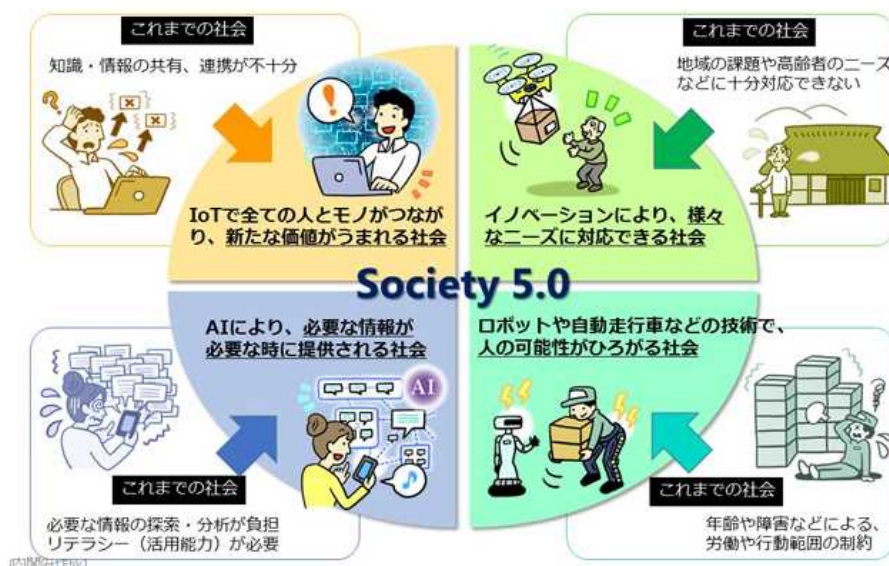 これまでの社会
知識・情報の共有、連携が不十分
IoTで全ての人とモノがつなが
り、新たな価値がうまれる社会
これまでの社会
地域の課題や高齢者のニーズ
などに十分対応できない
イノベーションにより、様々
なニーズに対応できる社会
Society 5.0
AIにより、必要な情報が
必要な時に提供される社会
AI
これまでの社会
必要な情報の探索・分析が負担
リテラシー（活用能力）が必要
ロボットや自動走行車などの技術で、
人の可能性がひろがる社会
これまでの社会
年齢や障害などによる、
労働や行動範囲の制約